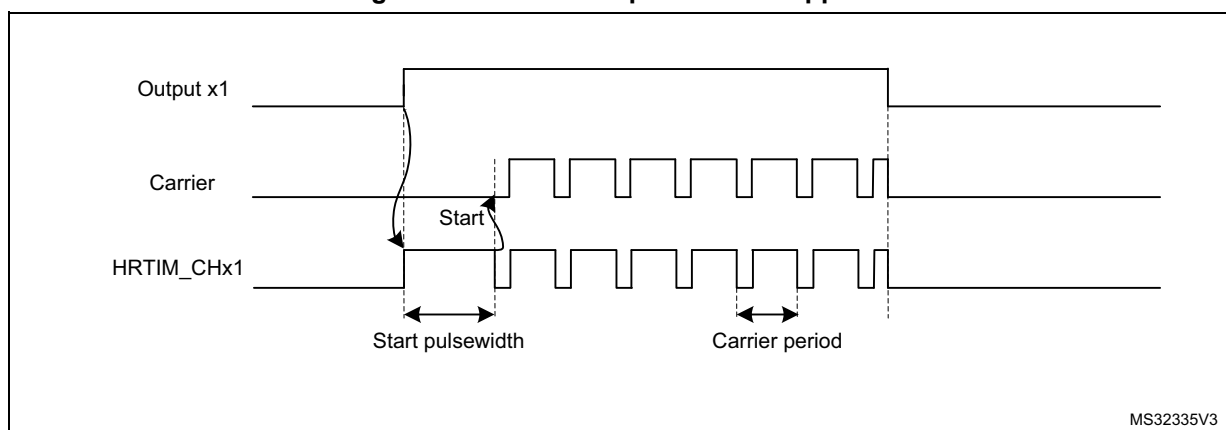 Output x1
Carrier
Start
HRTIM_CHx1
Start pulsewidth
Carrier period
MS32335V3